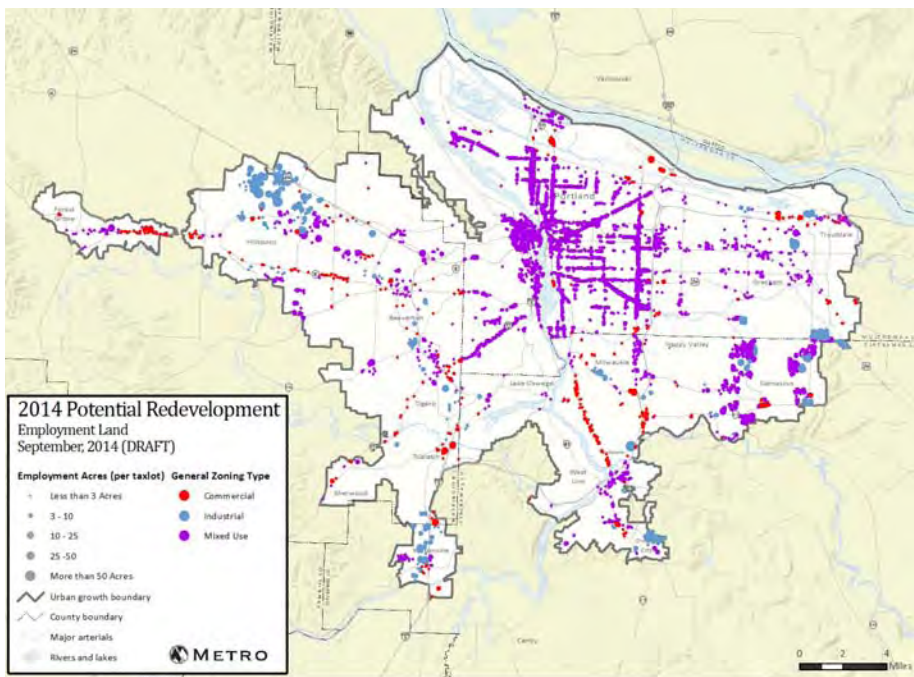 Vancouver
Portland
Forest
Grove
Hillsboro
Troutdale
Gresham
Beaverton
Milwaukie
Happy Valley
Lake Oswego
Damascus
Tigard
Tualatin
West
Linn
Sherwood
Canby
2014 Potential Redevelopment
Employment Land
September, 2014 (DRAFT)
Employment Acres (per taxlot)
General Zoning Type
Less than 3 Acres
Commercial
3 - 10
Industrial
10 - 25
Mixed Use
25 -50
More than 50 Acres
Urban growth boundary
County boundary
Major arterials
Rivers and lakes
METRO
0
2
4
Miles